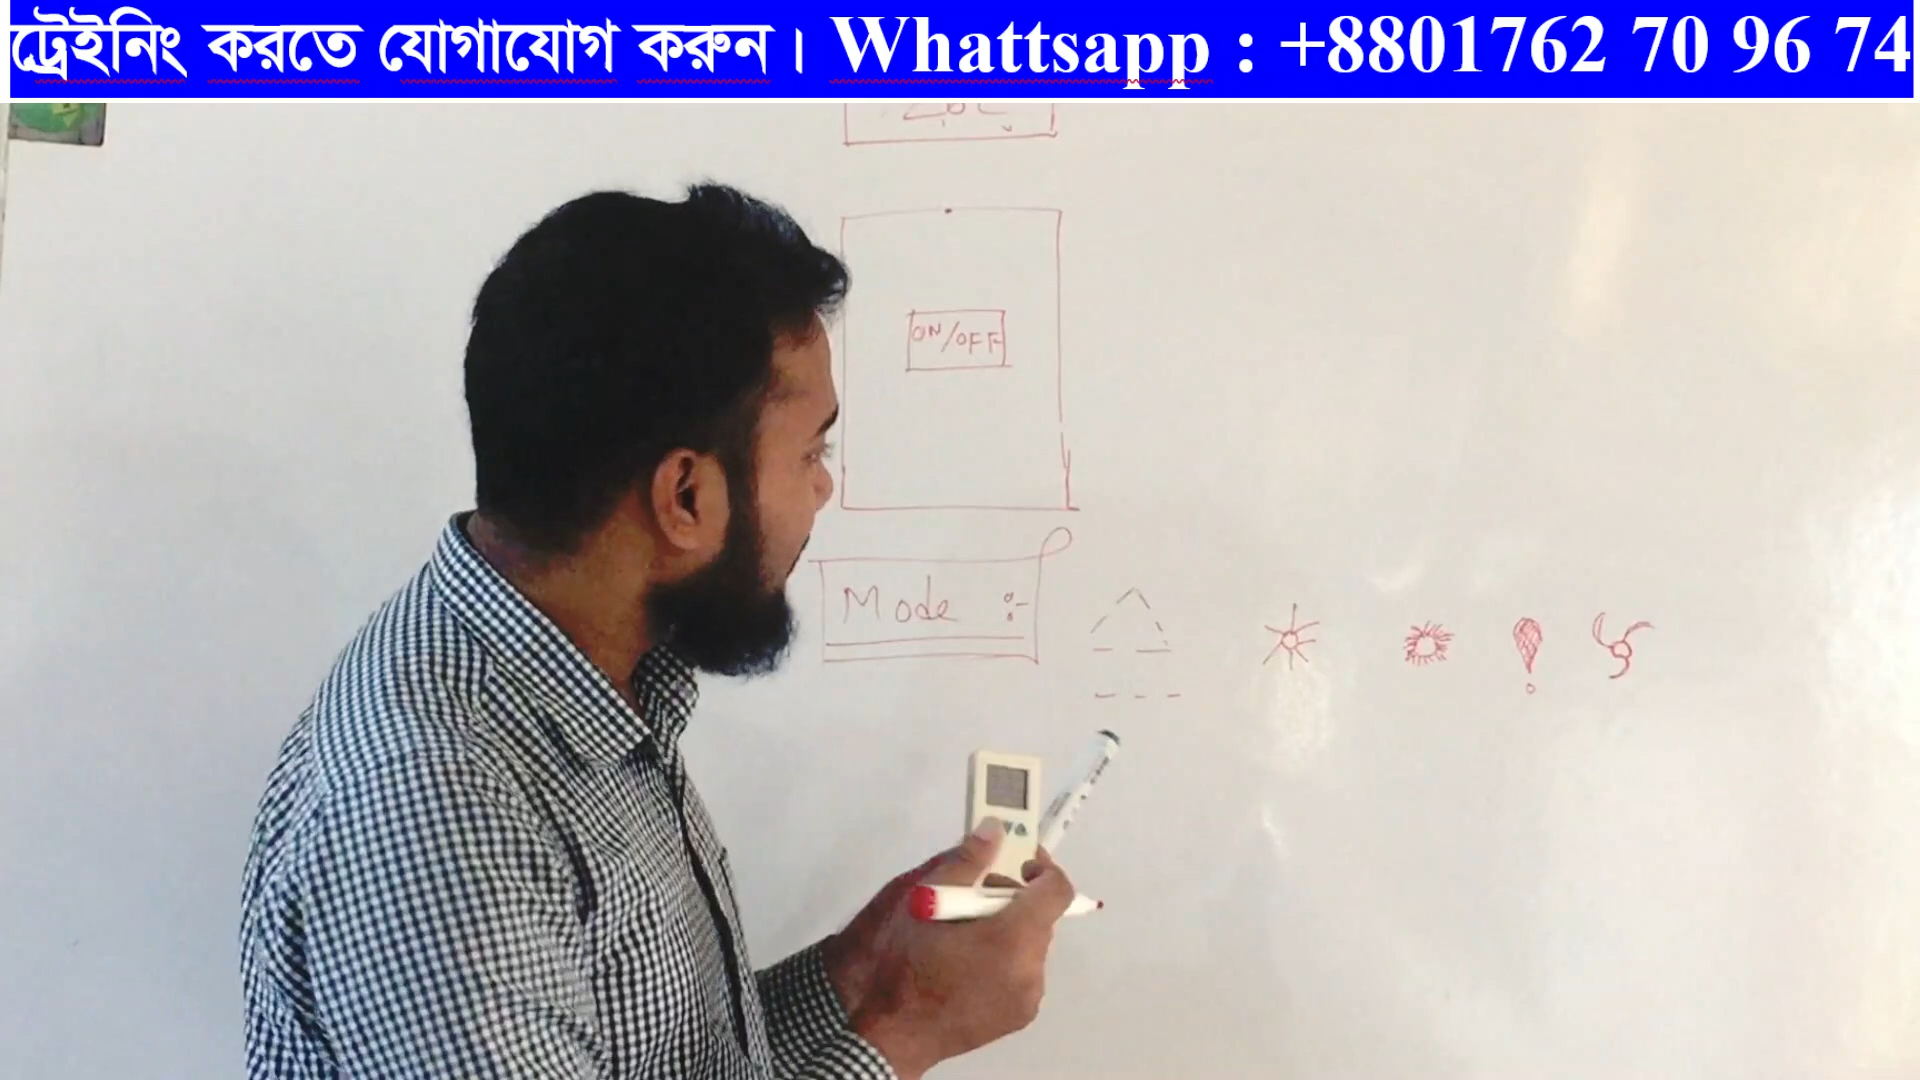 ট্রেইনিং করতে যোগাযোগ করুন। Whattsapp : +8801762 70 96 74
ON/OFF
Mode :-